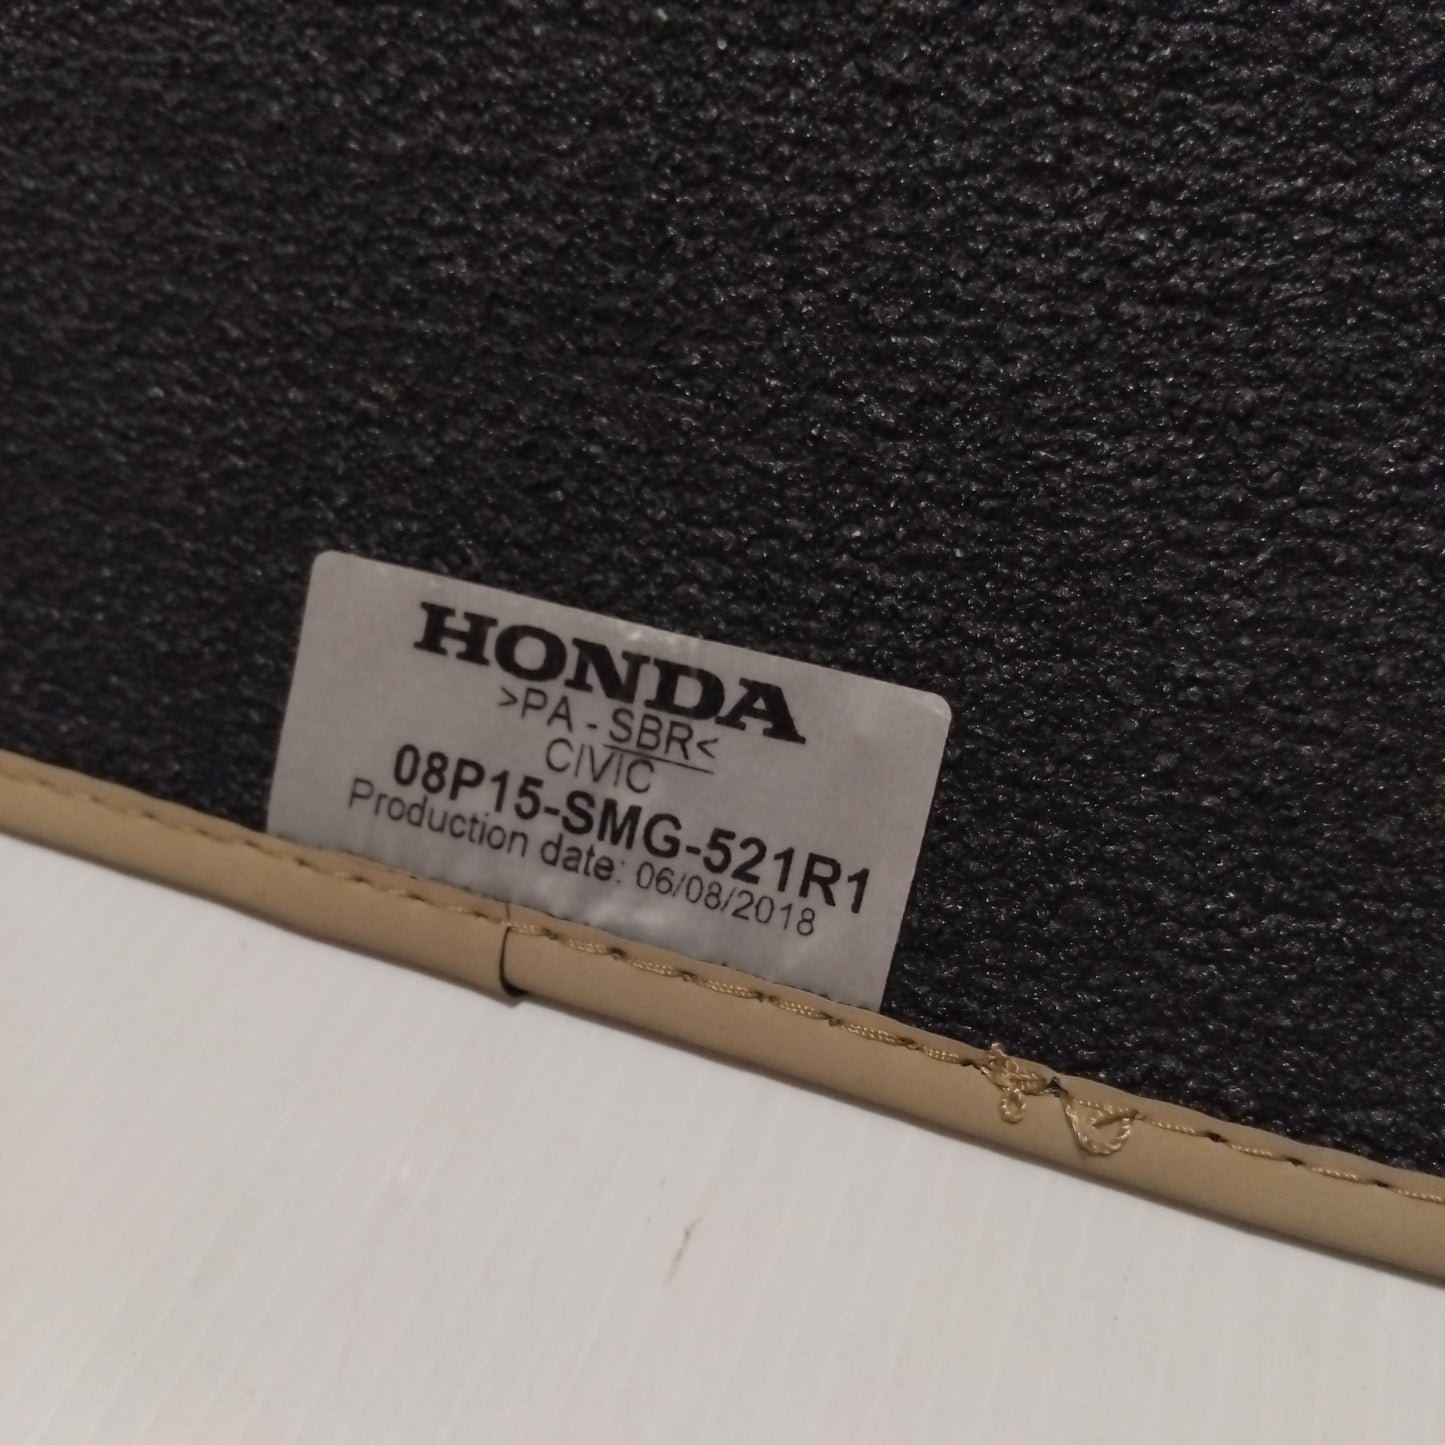 HONDA
>PA - SBR<
CIVIC
08P15-SMG-521R1
Production date: 06/08/2018